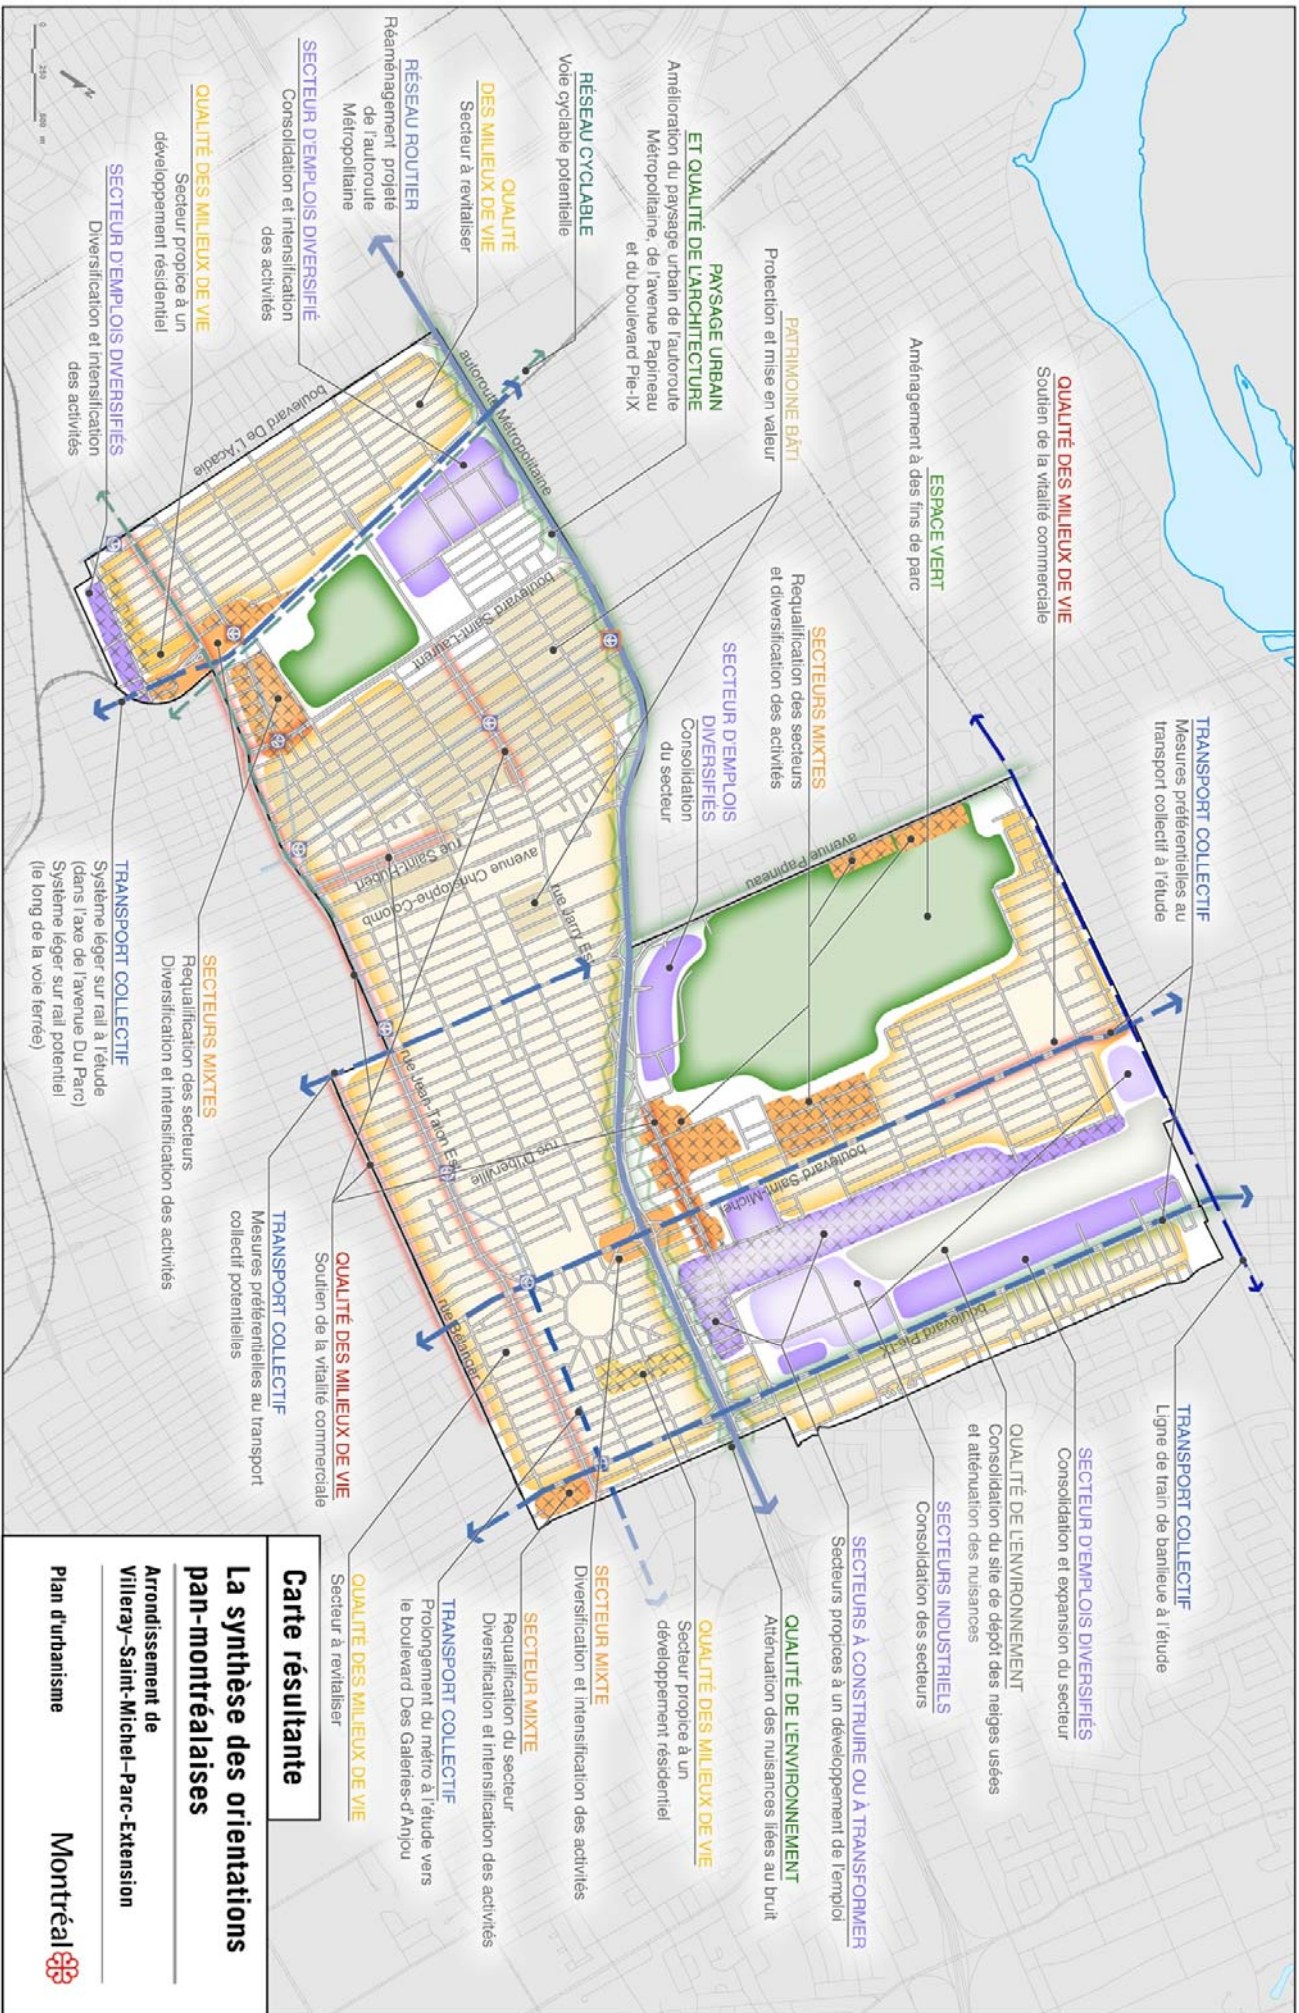 TRANSPORT COLLECTIF
Mesures préférentielles au
transport collectif à l'étude
TRANSPORT COLLECTIF
Ligne de train de banlieue à l'étude
QUALITÉ DES MILIEUX DE VIE
Soutien de la vitalité commerciale
SECTEUR D'EMPLOIS DIVERSIFIÉS
Consolidation et expansion du secteur
ESPACE VERT
Aménagement à des fins de parc
QUALITÉ DE L'ENVIRONNEMENT
Consolidation du site de dépôt des neiges usées
et atténuation des nuisances
SECTEURS MIXTES
Requalification des secteurs
et diversification des activités
SECTEURS INDUSTRIELS
Consolidation des secteurs
PATRIMOINE BÂTI
Protection et mise en valeur
SECTEURS À CONSTRUIRE OU À TRANSFORMER
Secteurs propices à un développement de l'emploi
SECTEUR D'EMPLOIS
DIVERSIFIÉS
Consolidation
du secteur
PAYSAGE URBAIN
ET QUALITÉ DE L'ARCHITECTURE
Amélioration du paysage urbain de l'autoroute
Métropolitaine, de l'avenue Papineau
et du boulevard Pie-IX
QUALITÉ DE L'ENVIRONNEMENT
Atténuation des nuisances liées au bruit
RÉSEAU CYCLABLE
Voie cyclable potentielle
QUALITÉ DES MILIEUX DE VIE
Secteur propice à un
développement résidentiel
QUALITÉ
DES MILIEUX DE VIE
Secteur à revitaliser
SECTEUR MIXTE
Diversification et intensification des activités
RÉSEAU ROUTIER
Réaménagement projeté
de l'autoroute
Métropolitaine
SECTEUR MIXTE
Requalification du secteur
Diversification et intensification des activités
SECTEUR D'EMPLOIS DIVERSIFIÉ
Consolidation et intensification
des activités
TRANSPORT COLLECTIF
Prolongement du métro à l'étude vers
le boulevard Des Galeries-d'Anjou
QUALITÉ DES MILIEUX DE VIE
Secteur propice à un
développement résidentiel
QUALITÉ DES MILIEUX DE VIE
Secteur à revitaliser
SECTEUR D'EMPLOIS DIVERSIFIÉS
Diversification et intensification
des activités
QUALITÉ DES MILIEUX DE VIE
Soutien de la vitalité commerciale
TRANSPORT COLLECTIF
Mesures préférentielles au transport
collectif potentielles
SECTEURS MIXTES
Requalification des secteurs
Diversification et intensification des activités
TRANSPORT COLLECTIF
Système léger sur rail à l'étude
(dans l'axe de l'avenue Du Parc)
Système léger sur rail potentiel
(le long de la voie ferrée)
autoroute Métropolitaine
boulevard De L'Acadie
boulevard Saint-Laurent
rue Saint-Hubert
avenue Christophe-Colomb
rue Jarry Est
avenue Papineau
rue Jean-Talon Est
rue D'Iberville
boulevard Saint-Michel
boulevard Pie-IX
rue Bélanger
N
0 250 500 m
Carte résultante
La synthèse des orientations
pan-montréalaises
Arrondissement de
Villeray–Saint-Michel–Parc-Extension
Plan d'urbanisme
Montréal